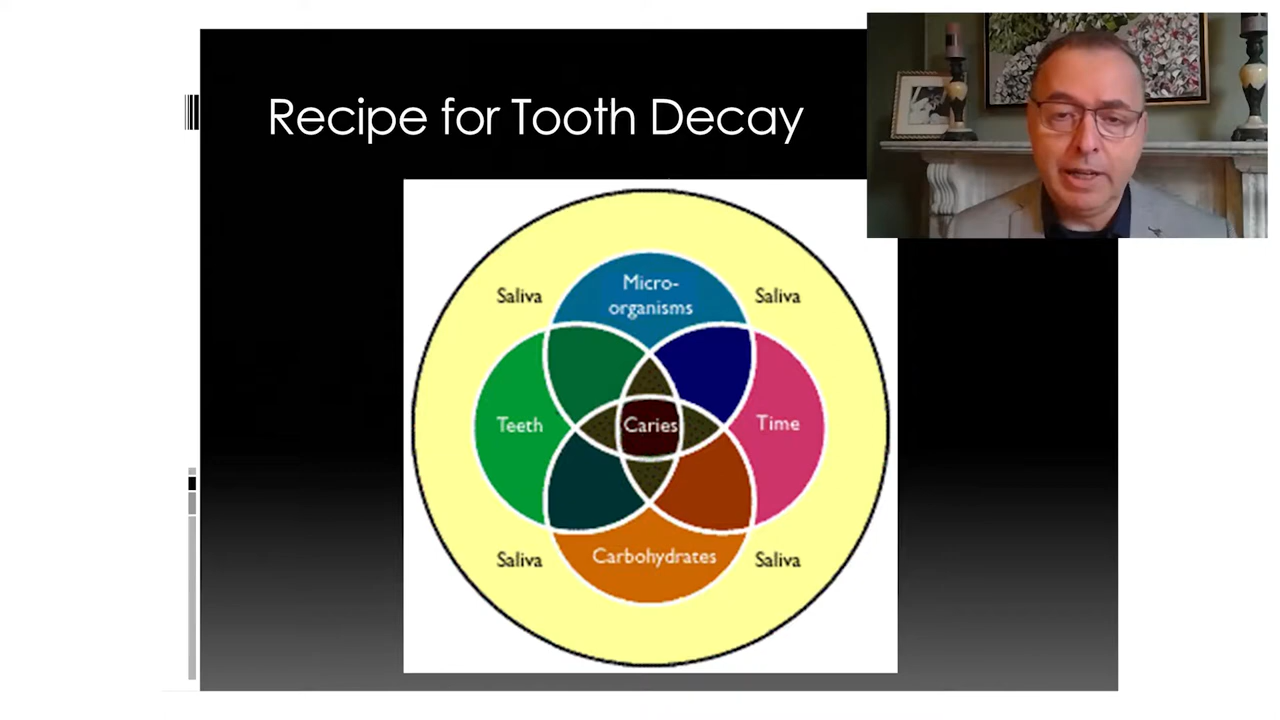 Recipe for Tooth Decay
Micro-
organisms
Saliva
Saliva
Teeth
Caries
Time
Carbohydrates
Saliva
Saliva